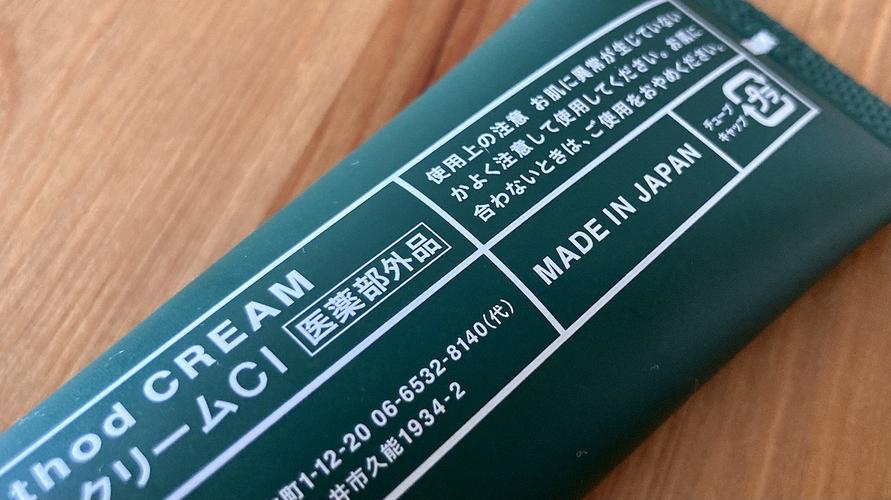 thod CREAM
クリームCI
医薬部外品
町1-12-20 06-6532-8140(代)
井市久能1934-2
使用上の注意 お肌に異常が生じていない
かよく注意して使用してください。お肌に
合わないときは、ご使用をおやめください。
MADE IN JAPAN
チューブ
キャップ
プラ